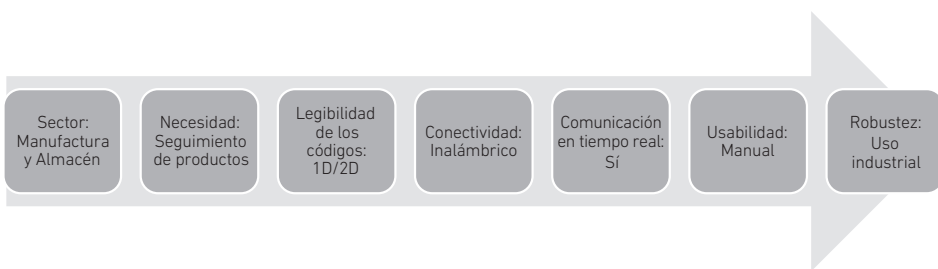 Sector:
Manufactura
y Almacén
Necesidad:
Seguimiento
de productos
Legibilidad
de los
códigos:
1D/2D
Conectividad:
Inalámbrico
Comunicación
en tiempo real:
Sí
Usabilidad:
Manual
Robustez:
Uso
industrial